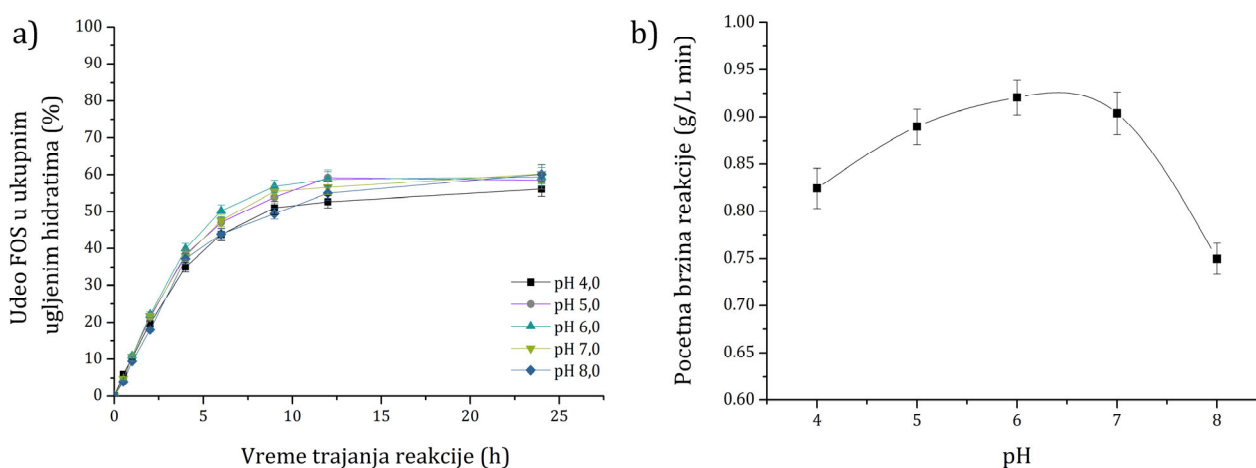 a)
100
90
80
70
60
50
40
30
20
10
0
Udeo FOS u ukupnim
ugljenim hidratima (%)
0
5
10
15
20
25
Vreme trajanja reakcije (h)
pH 4,0
pH 5,0
pH 6,0
pH 7,0
pH 8,0
b)
1.00
0.95
0.90
0.85
0.80
0.75
0.70
0.65
0.60
Pocetna brzina reakcije (g/L min)
4
5
6
7
8
pH